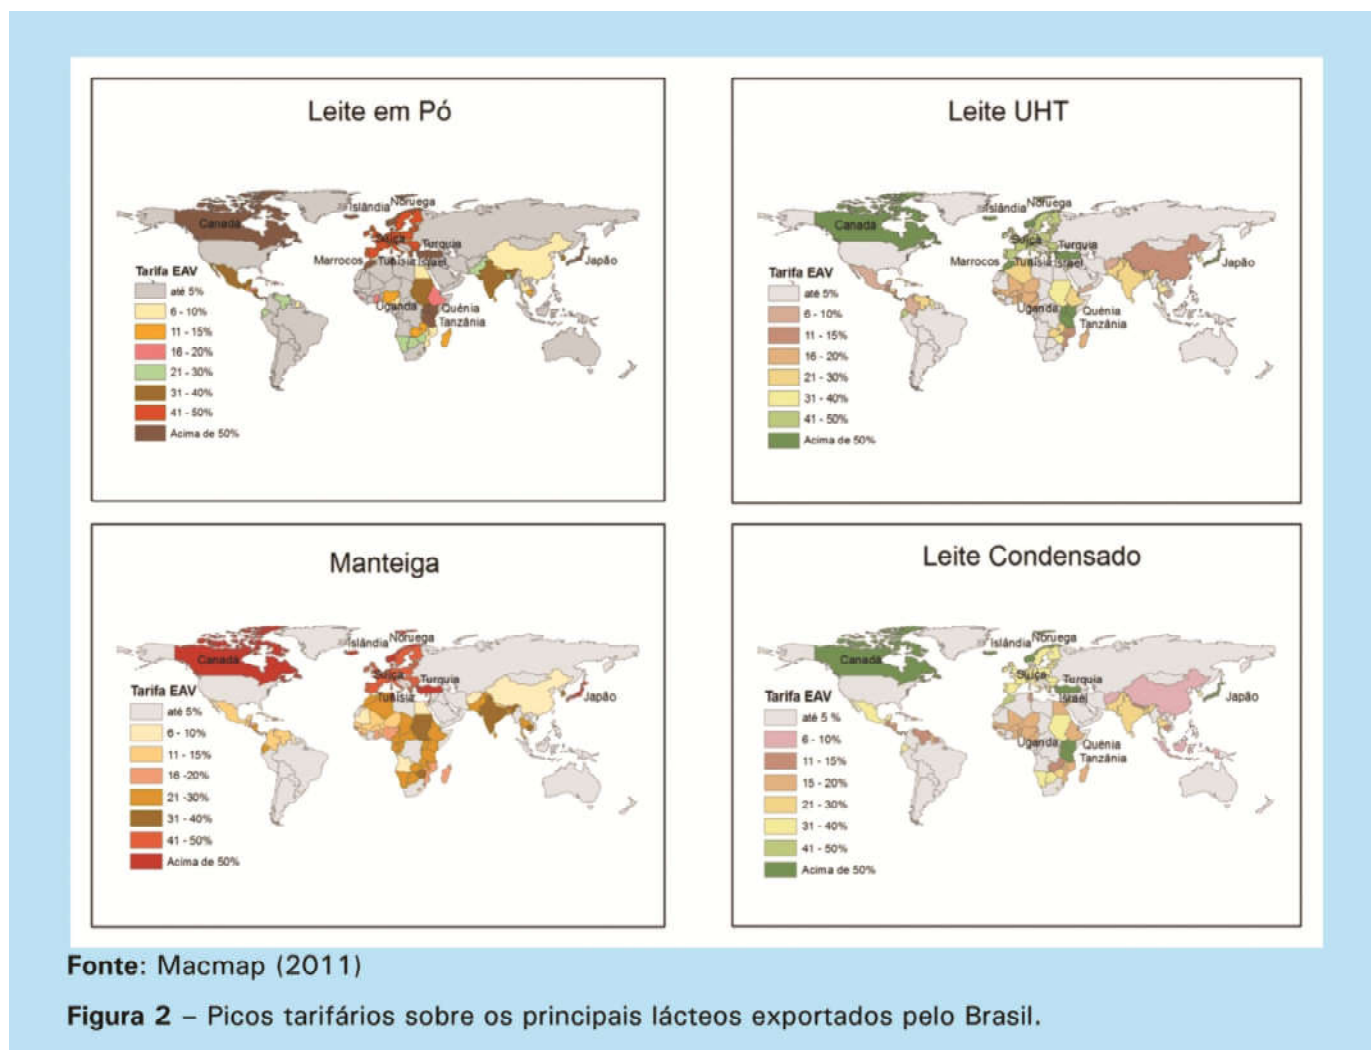 Leite em Pó
Islândia
Noruega
Canadá
Suíça
Turquia
Marrocos
Tunísia
Israel
Japão
Tarifa EAV
até 5%
6 - 10%
11 - 15%
16 - 20%
21 - 30%
31 - 40%
41 - 50%
Acima de 50%
Uganda
Quênia
Tanzânia
Leite UHT
Islândia
Noruega
Canadá
Suíça
Turquia
Marrocos
Tunísia
Israel
Japão
Tarifa EAV
até 5%
6 - 10%
11 - 15%
16 - 20%
21 - 30%
31 - 40%
41 - 50%
Acima de 50%
Uganda
Quênia
Tanzânia
Manteiga
Islândia
Noruega
Canadá
Suíça
Turquia
Tunísia
Japão
Tarifa EAV
até 5%
6 - 10%
11 - 15%
16 -20%
21 -30%
31 - 40%
41 - 50%
Acima de 50%
Leite Condensado
Islândia
Noruega
Canadá
Suíça
Turquia
Israel
Japão
Tarifa EAV
até 5 %
6 - 10%
11 - 15%
15 - 20%
21 - 30%
31 - 40%
41 - 50%
Acima de 50%
Uganda
Quênia
Tanzânia
Fonte: Macmap (2011)
Figura 2 – Picos tarifários sobre os principais lácteos exportados pelo Brasil.